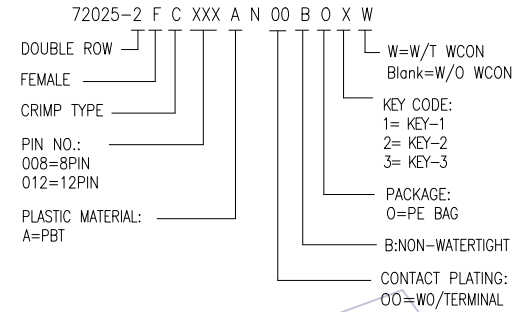 72025-2 F C XXX A N 00 B O X W
DOUBLE ROW
FEMALE
CRIMP TYPE
PIN NO.:
008=8PIN
012=12PIN
PLASTIC MATERIAL:
A=PBT
W=W/T WCON
Blank=W/O WCON
KEY CODE:
1= KEY-1
2= KEY-2
3= KEY-3
PACKAGE:
O=PE BAG
B:NON-WATERTIGHT
CONTACT PLATING:
OO=WO/TERMINAL